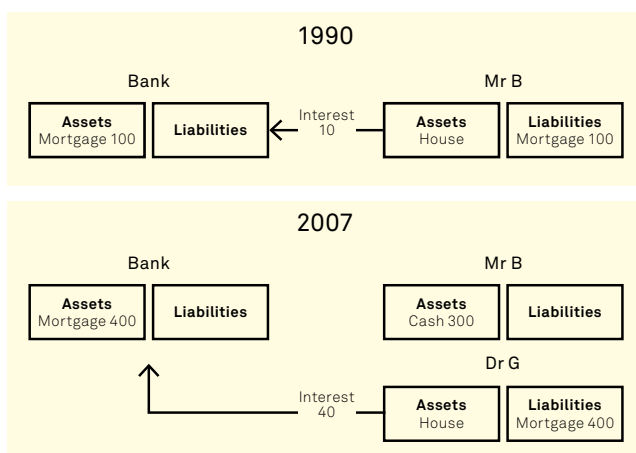 1990
Bank
Mr B
Assets
Mortgage 100
Liabilities
Interest
10
Assets
House
Liabilities
Mortgage 100
2007
Bank
Mr B
Assets
Mortgage 400
Liabilities
Assets
Cash 300
Liabilities
Dr G
Interest
40
Assets
House
Liabilities
Mortgage 400